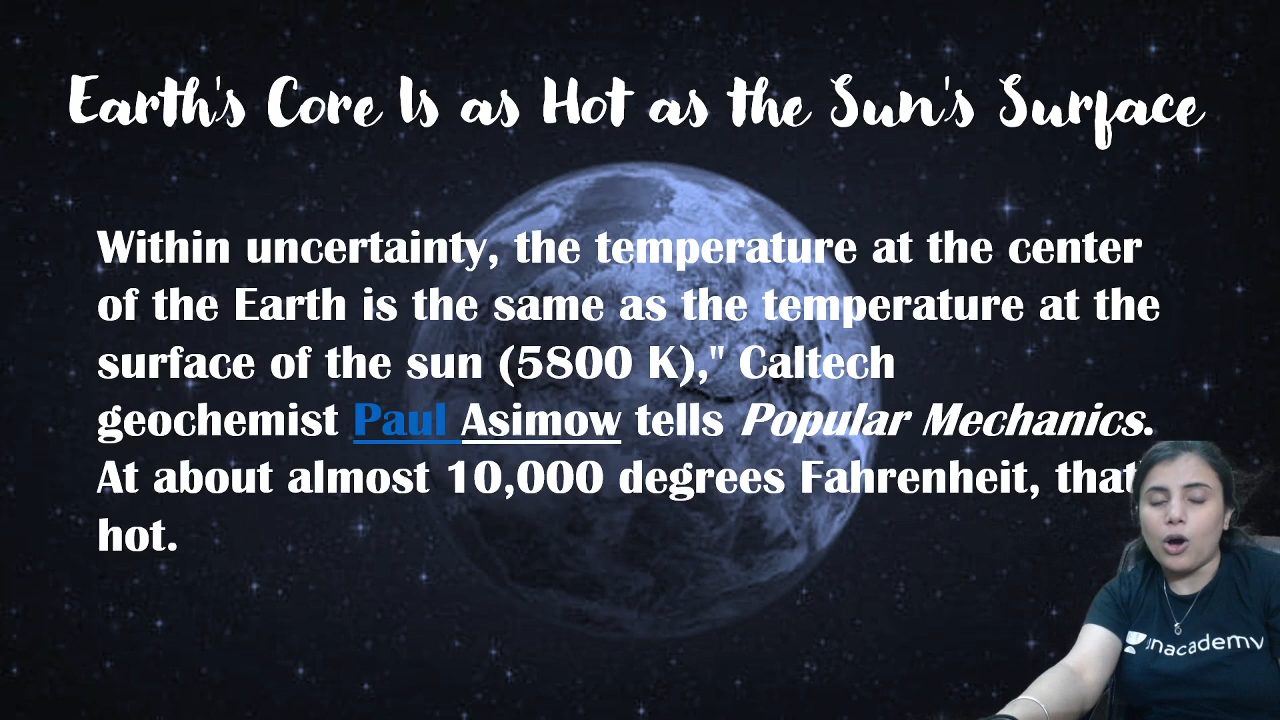 Earth's Core Is as Hot as the Sun's Surface
Within uncertainty, the temperature at the center
of the Earth is the same as the temperature at the
surface of the sun (5800 K)," Caltech
geochemist Paul Asimow tells Popular Mechanics.
At about almost 10,000 degrees Fahrenheit, that'
hot.
unacademy